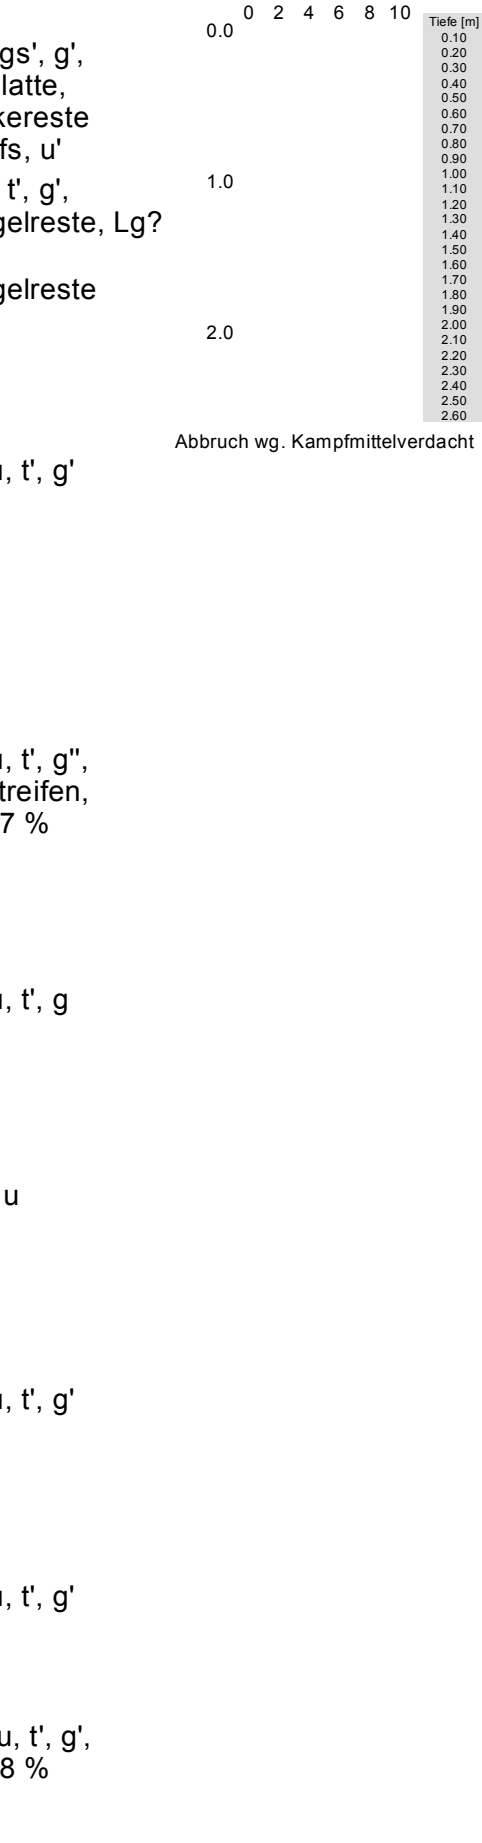 gs', g',
latte,
kereste
fs, u'
t', g',
gelreste, Lg?
gelreste
, t', g'
, t', g'',
treifen,
7 %
, t', g
u
, t', g'
, t', g'
u, t', g',
8 %
0 2 4 6 8 10
0.0
1.0
2.0
Tiefe [m]
0.10
0.20
0.30
0.40
0.50
0.60
0.70
0.80
0.90
1.00
1.10
1.20
1.30
1.40
1.50
1.60
1.70
1.80
1.90
2.00
2.10
2.20
2.30
2.40
2.50
2.60
Abbruch wg. Kampfmittelverdacht